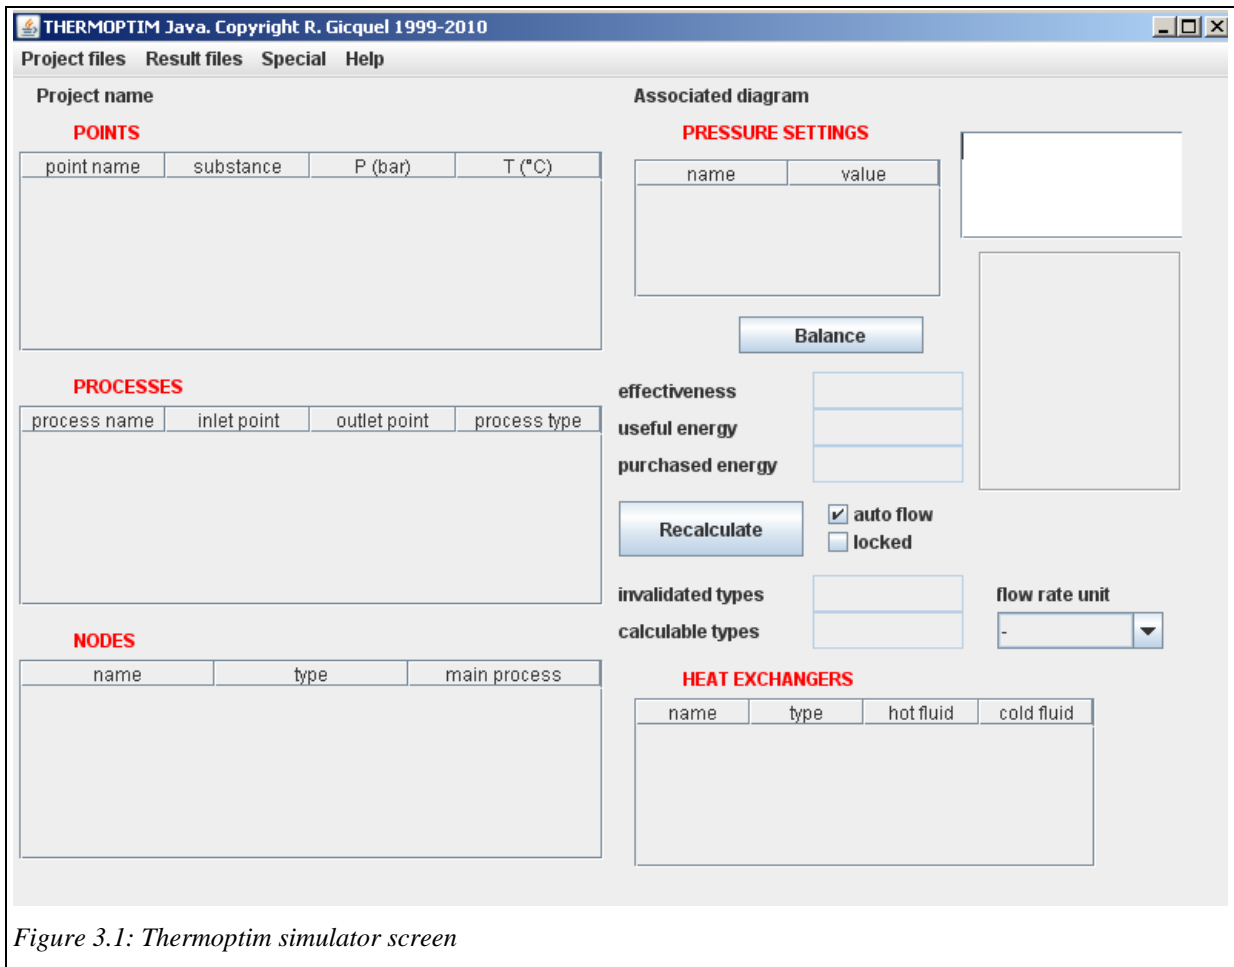 THERMOPTIM Java. Copyright R. Gicquel 1999-2010
Project files Result files Special Help
Project name
Associated diagram
POINTS
point name substance P (bar) T (°C)
PRESSURE SETTINGS
name value
Balance
PROCESSES
process name inlet point outlet point process type
effectiveness
useful energy
purchased energy
Recalculate
auto flow
locked
invalidated types
calculable types
flow rate unit
-
NODES
name type main process
HEAT EXCHANGERS
name type hot fluid cold fluid
Figure 3.1: Thermoptim simulator screen